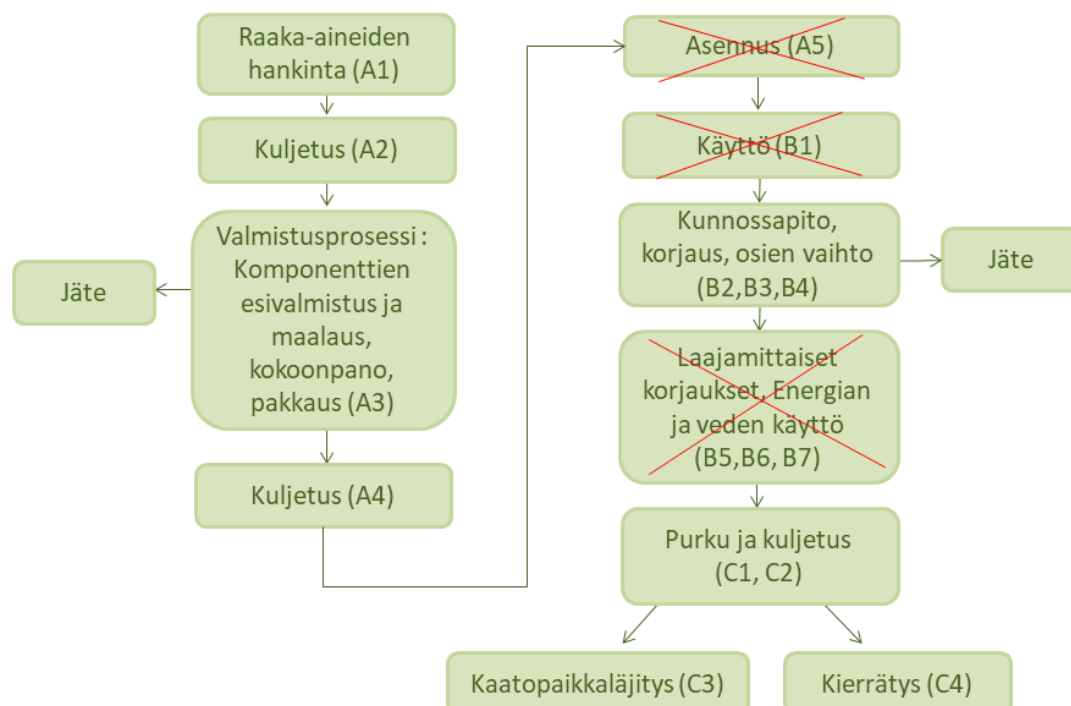 Raaka-aineiden
hankinta (A1)
Kuljetus (A2)
Valmistusprosessi :
Komponenttien
esivalmistus ja
maalaus,
kokoonpano,
pakkaus (A3)
Jäte
Kuljetus (A4)
Asennus (A5)
Käyttö (B1)
Kunnossapito,
korjaus, osien vaihto
(B2,B3,B4)
Jäte
Laajamittaiset
korjaukset, Energian
ja veden käyttö
(B5,B6, B7)
Purku ja kuljetus
(C1, C2)
Kaatopaikkaläjitys (C3)
Kierrätys (C4)